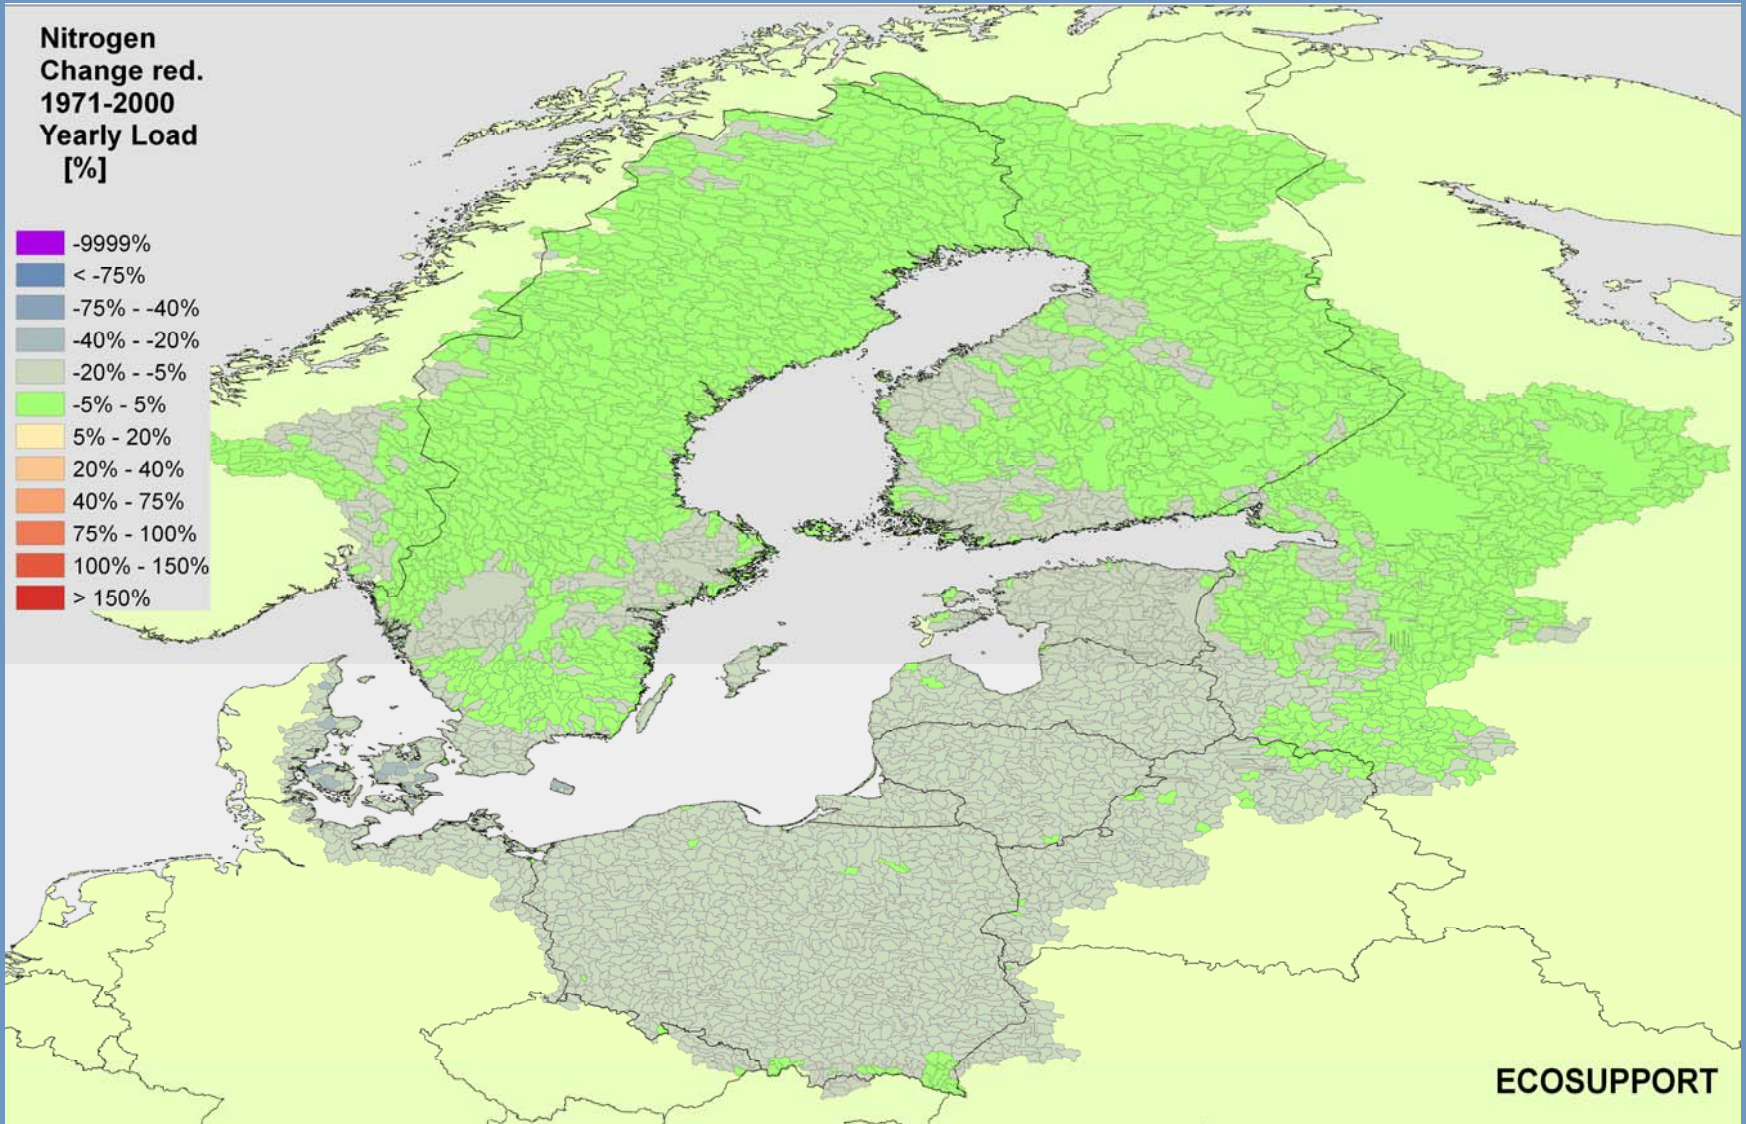 Nitrogen
Change red.
1971-2000
Yearly Load
[%]
-9999%
< -75%
-75% - -40%
-40% - -20%
-20% - -5%
-5% - 5%
5% - 20%
20% - 40%
40% - 75%
75% - 100%
100% - 150%
> 150%
ECOSUPPORT